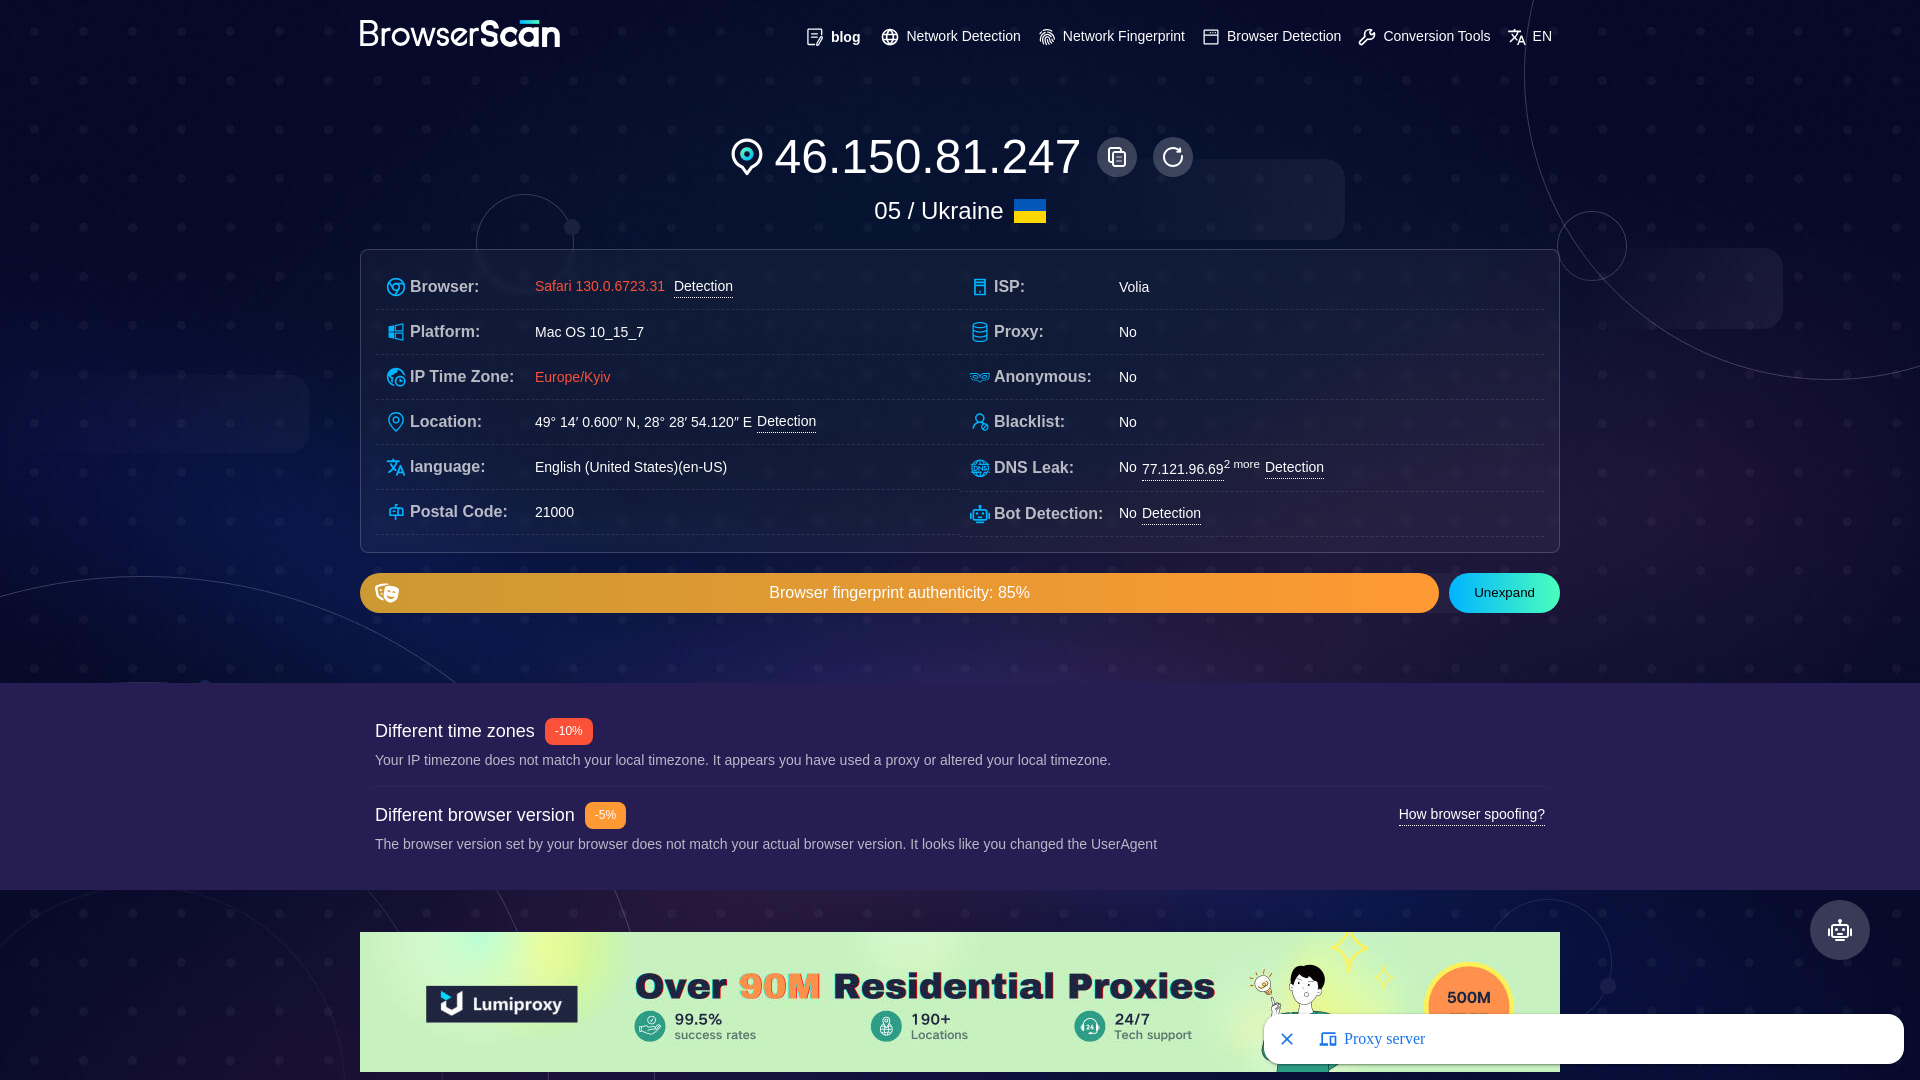 BrowserScan
blog
Network Detection
Network Fingerprint
Browser Detection
Conversion Tools
EN
46.150.81.247
05 / Ukraine
Browser: Safari 130.0.6723.31 Detection
Platform: Mac OS 10_15_7
IP Time Zone: Europe/Kyiv
Location: 49° 14′ 0.600″ N, 28° 28′ 54.120″ E Detection
language: English (United States)(en-US)
Postal Code: 21000
ISP: Volia
Proxy: No
Anonymous: No
Blacklist: No
DNS Leak: No 77.121.96.69 2 more Detection
Bot Detection: No Detection
Browser fingerprint authenticity: 85%
Unexpand
Different time zones -10%
Your IP timezone does not match your local timezone. It appears you have used a proxy or altered your local timezone.
Different browser version -5%
How browser spoofing?
The browser version set by your browser does not match your actual browser version. It looks like you changed the UserAgent
Lumiproxy
Over 90M Residential Proxies
99.5%
success rates
190+
Locations
24/7
Tech support
500M
Proxy server